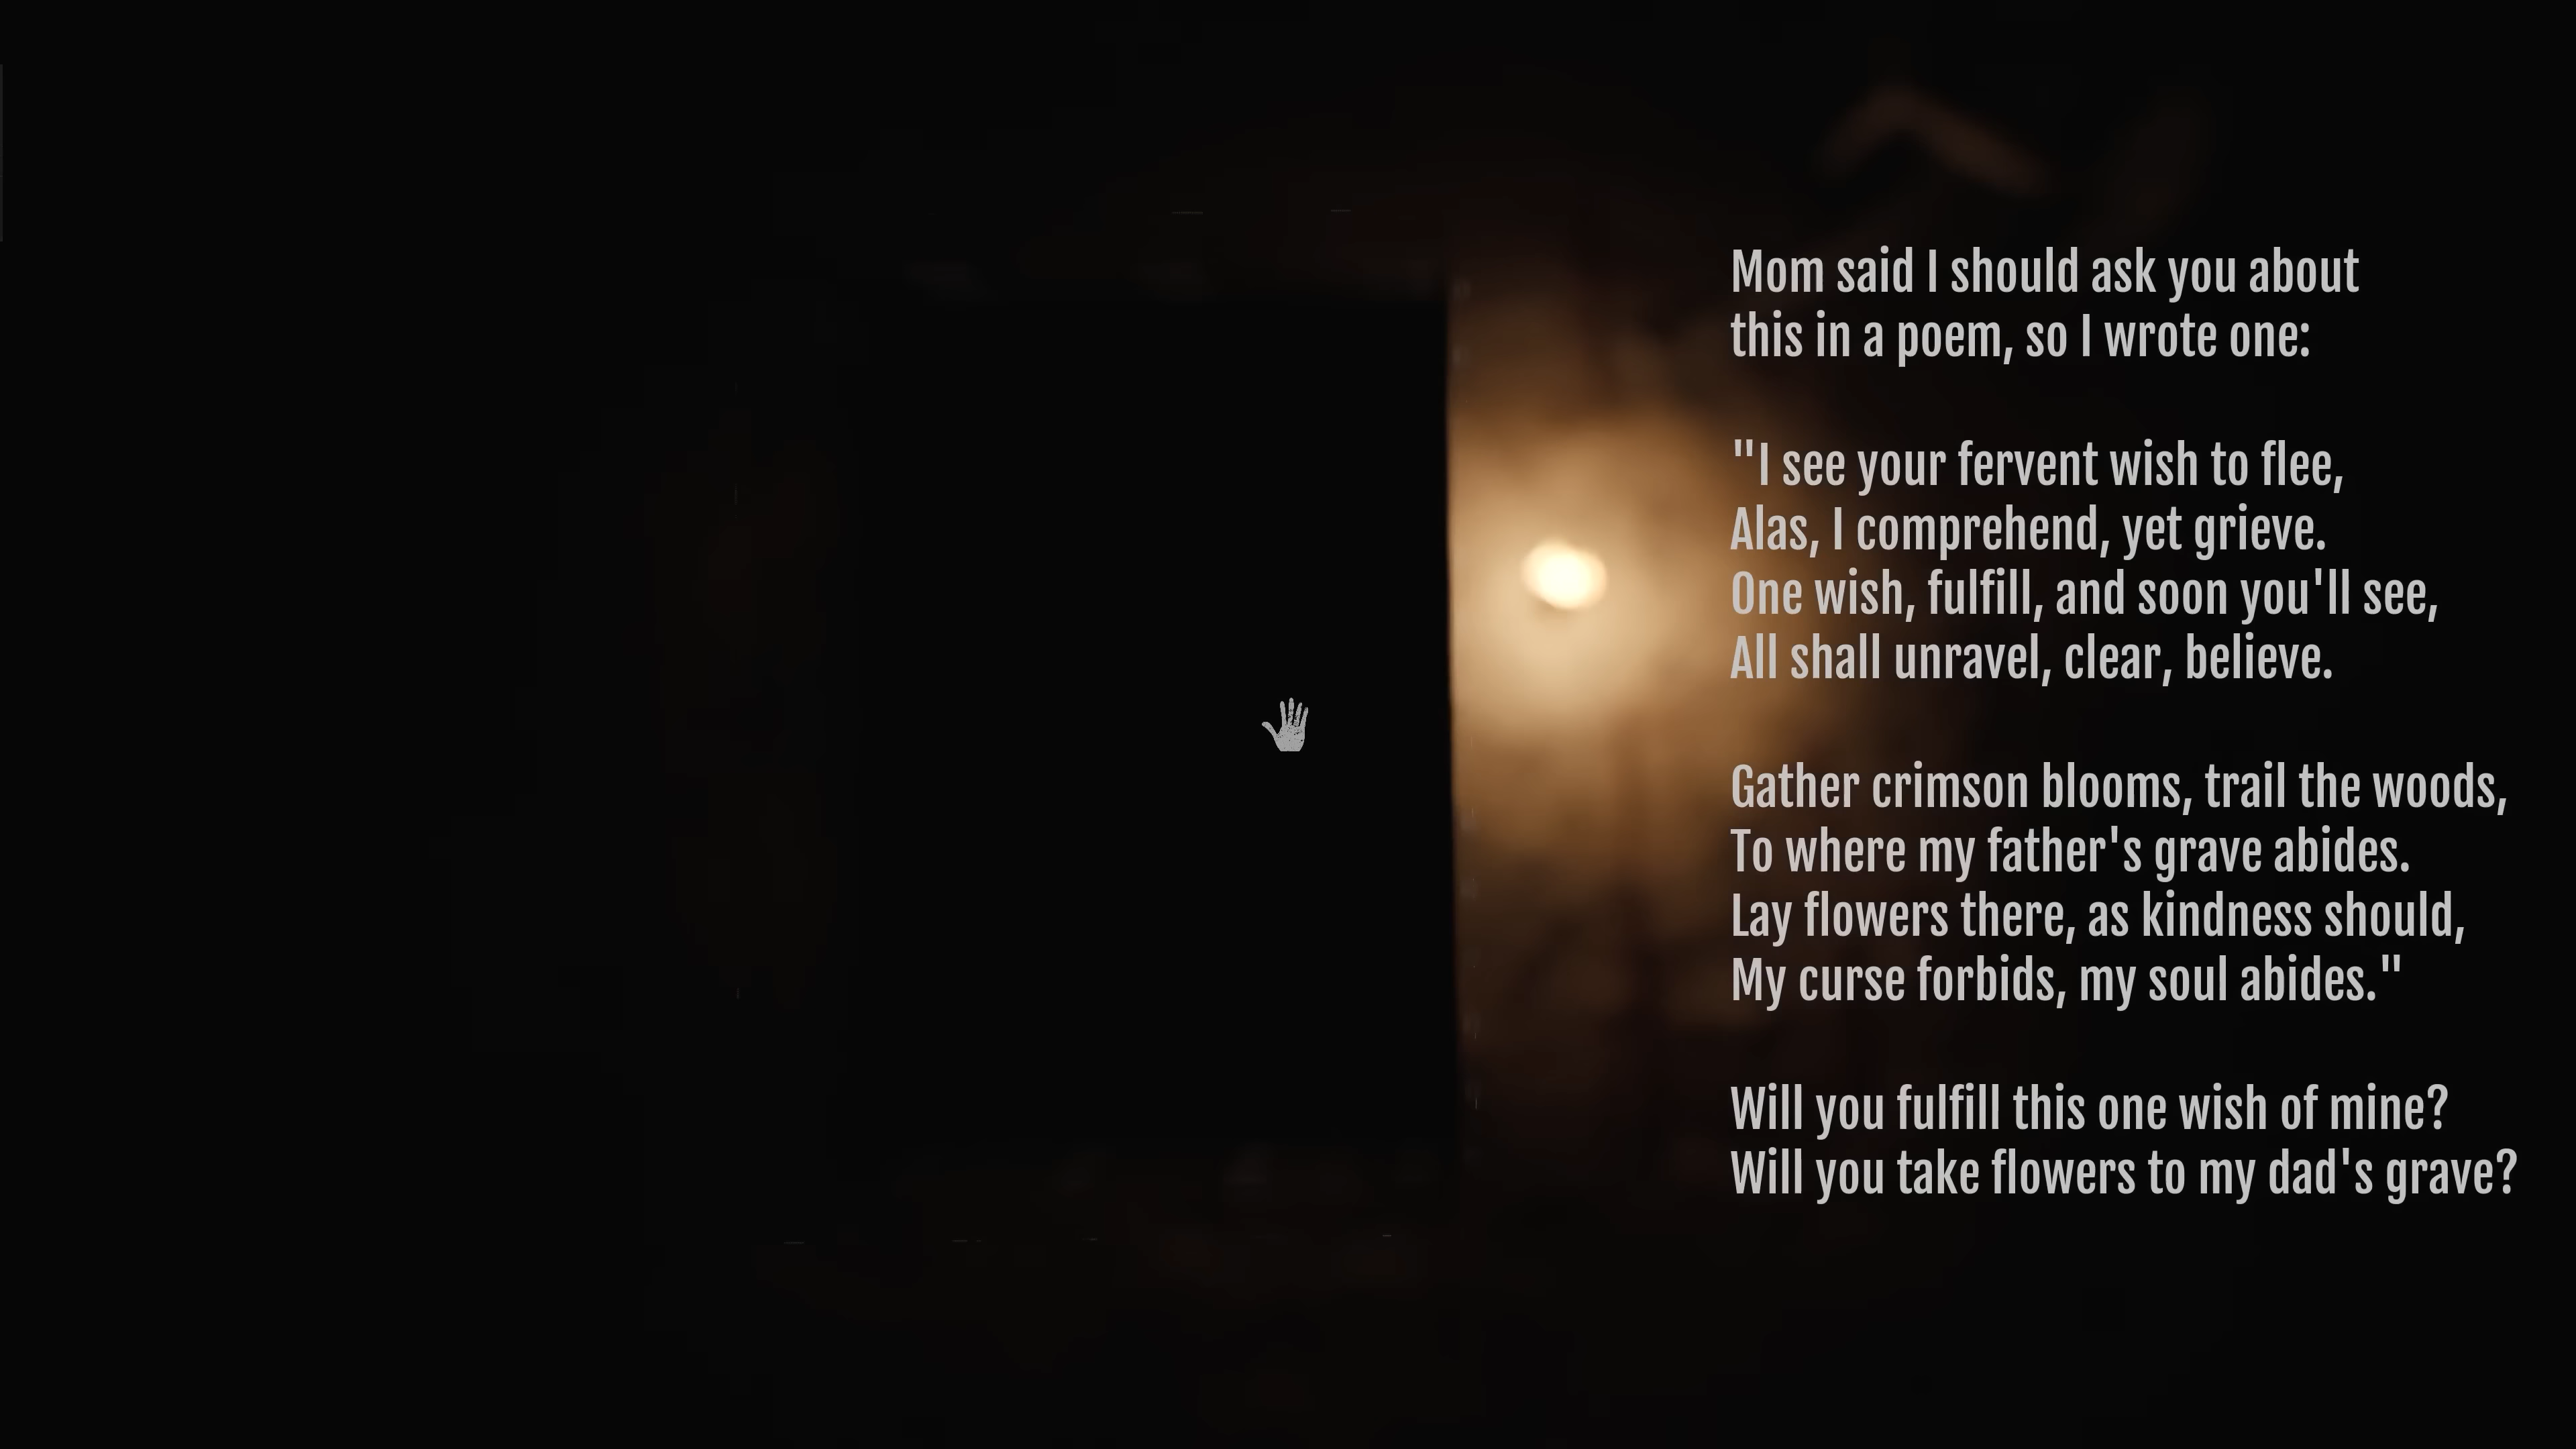 Mom said I should ask you about
this in a poem, so I wrote one:
"I see your fervent wish to flee,
Alas, I comprehend, yet grieve.
One wish, fulfill, and soon you'll see,
All shall unravel, clear, believe.
Gather crimson blooms, trail the woods,
To where my father's grave abides.
Lay flowers there, as kindness should,
My curse forbids, my soul abides."
Will you fulfill this one wish of mine?
Will you take flowers to my dad's grave?